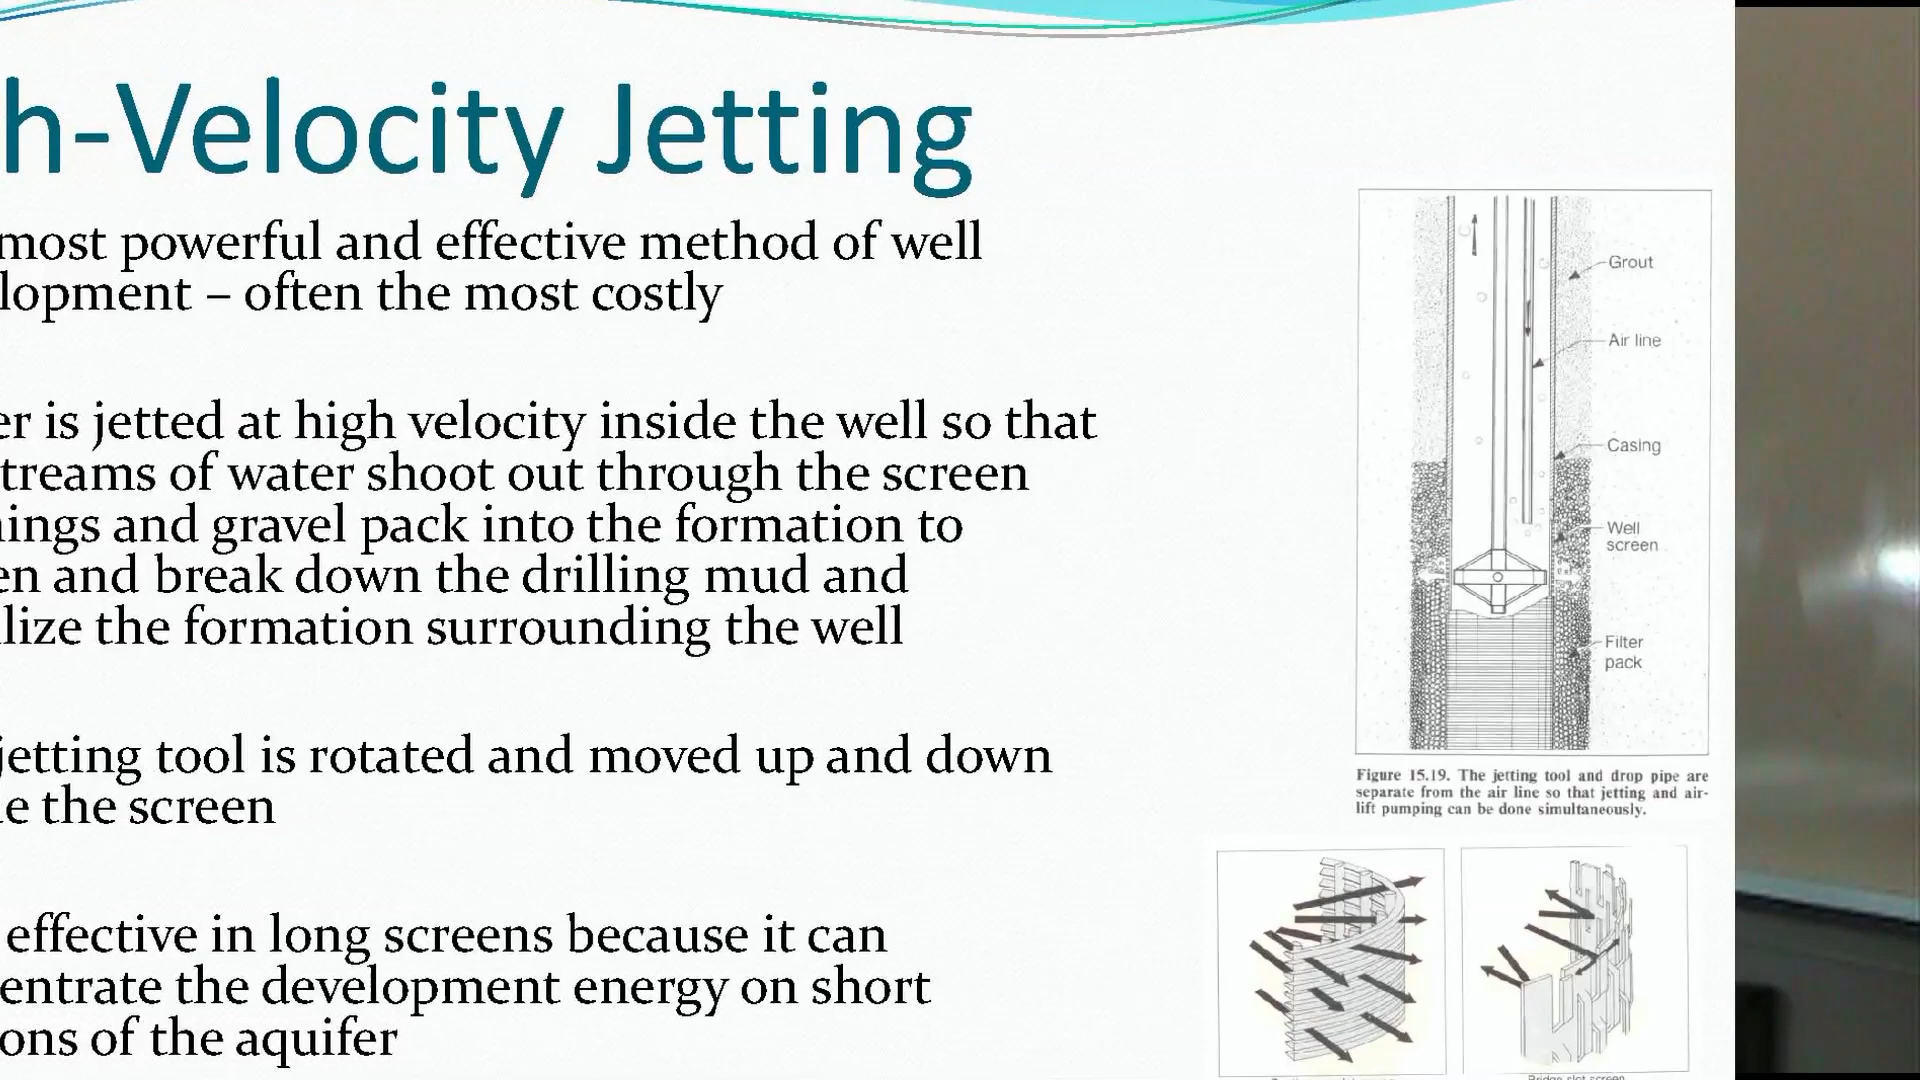 h-Velocity Jetting
most powerful and effective method of well
lopment – often the most costly
er is jetted at high velocity inside the well so that
treams of water shoot out through the screen
ings and gravel pack into the formation to
en and break down the drilling mud and
lize the formation surrounding the well
jetting tool is rotated and moved up and down
e the screen
effective in long screens because it can
entrate the development energy on short
ons of the aquifer
Grout
Air line
Casing
Well
screen
Filter
pack
Figure 15.19. The jetting tool and drop pipe are
separate from the air line so that jetting and air-
lift pumping can be done simultaneously.
Bridge slot screen